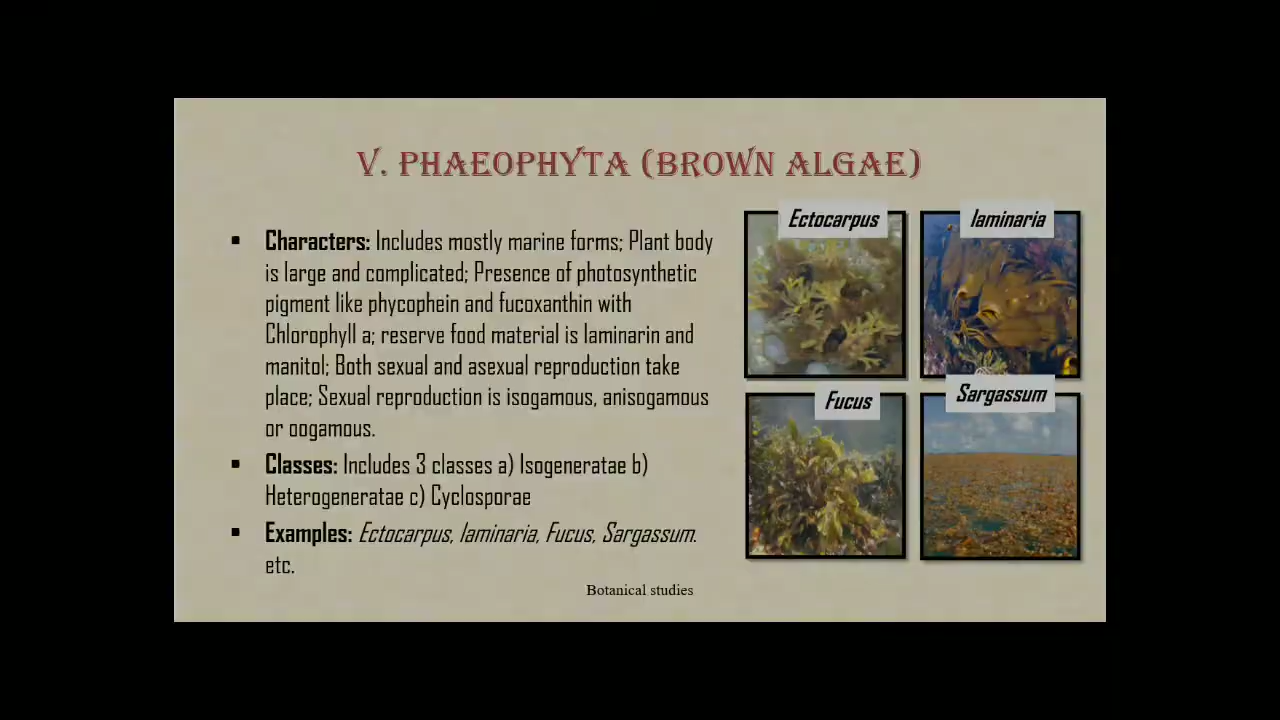 V. PHAEOPHYTA (BROWN ALGAE)
▪ Characters: Includes mostly marine forms; Plant body
is large and complicated; Presence of photosynthetic
pigment like phycophein and fucoxanthin with
Chlorophyll a; reserve food material is laminarin and
manitol; Both sexual and asexual reproduction take
place; Sexual reproduction is isogamous, anisogamous
or oogamous.
▪ Classes: Includes 3 classes a) Isogeneratae b)
Heterogeneratae c) Cyclosporae
▪ Examples: Ectocarpus, laminaria, Fucus, Sargassum.
etc.
Ectocarpus
laminaria
Fucus
Sargassum
Botanical studies